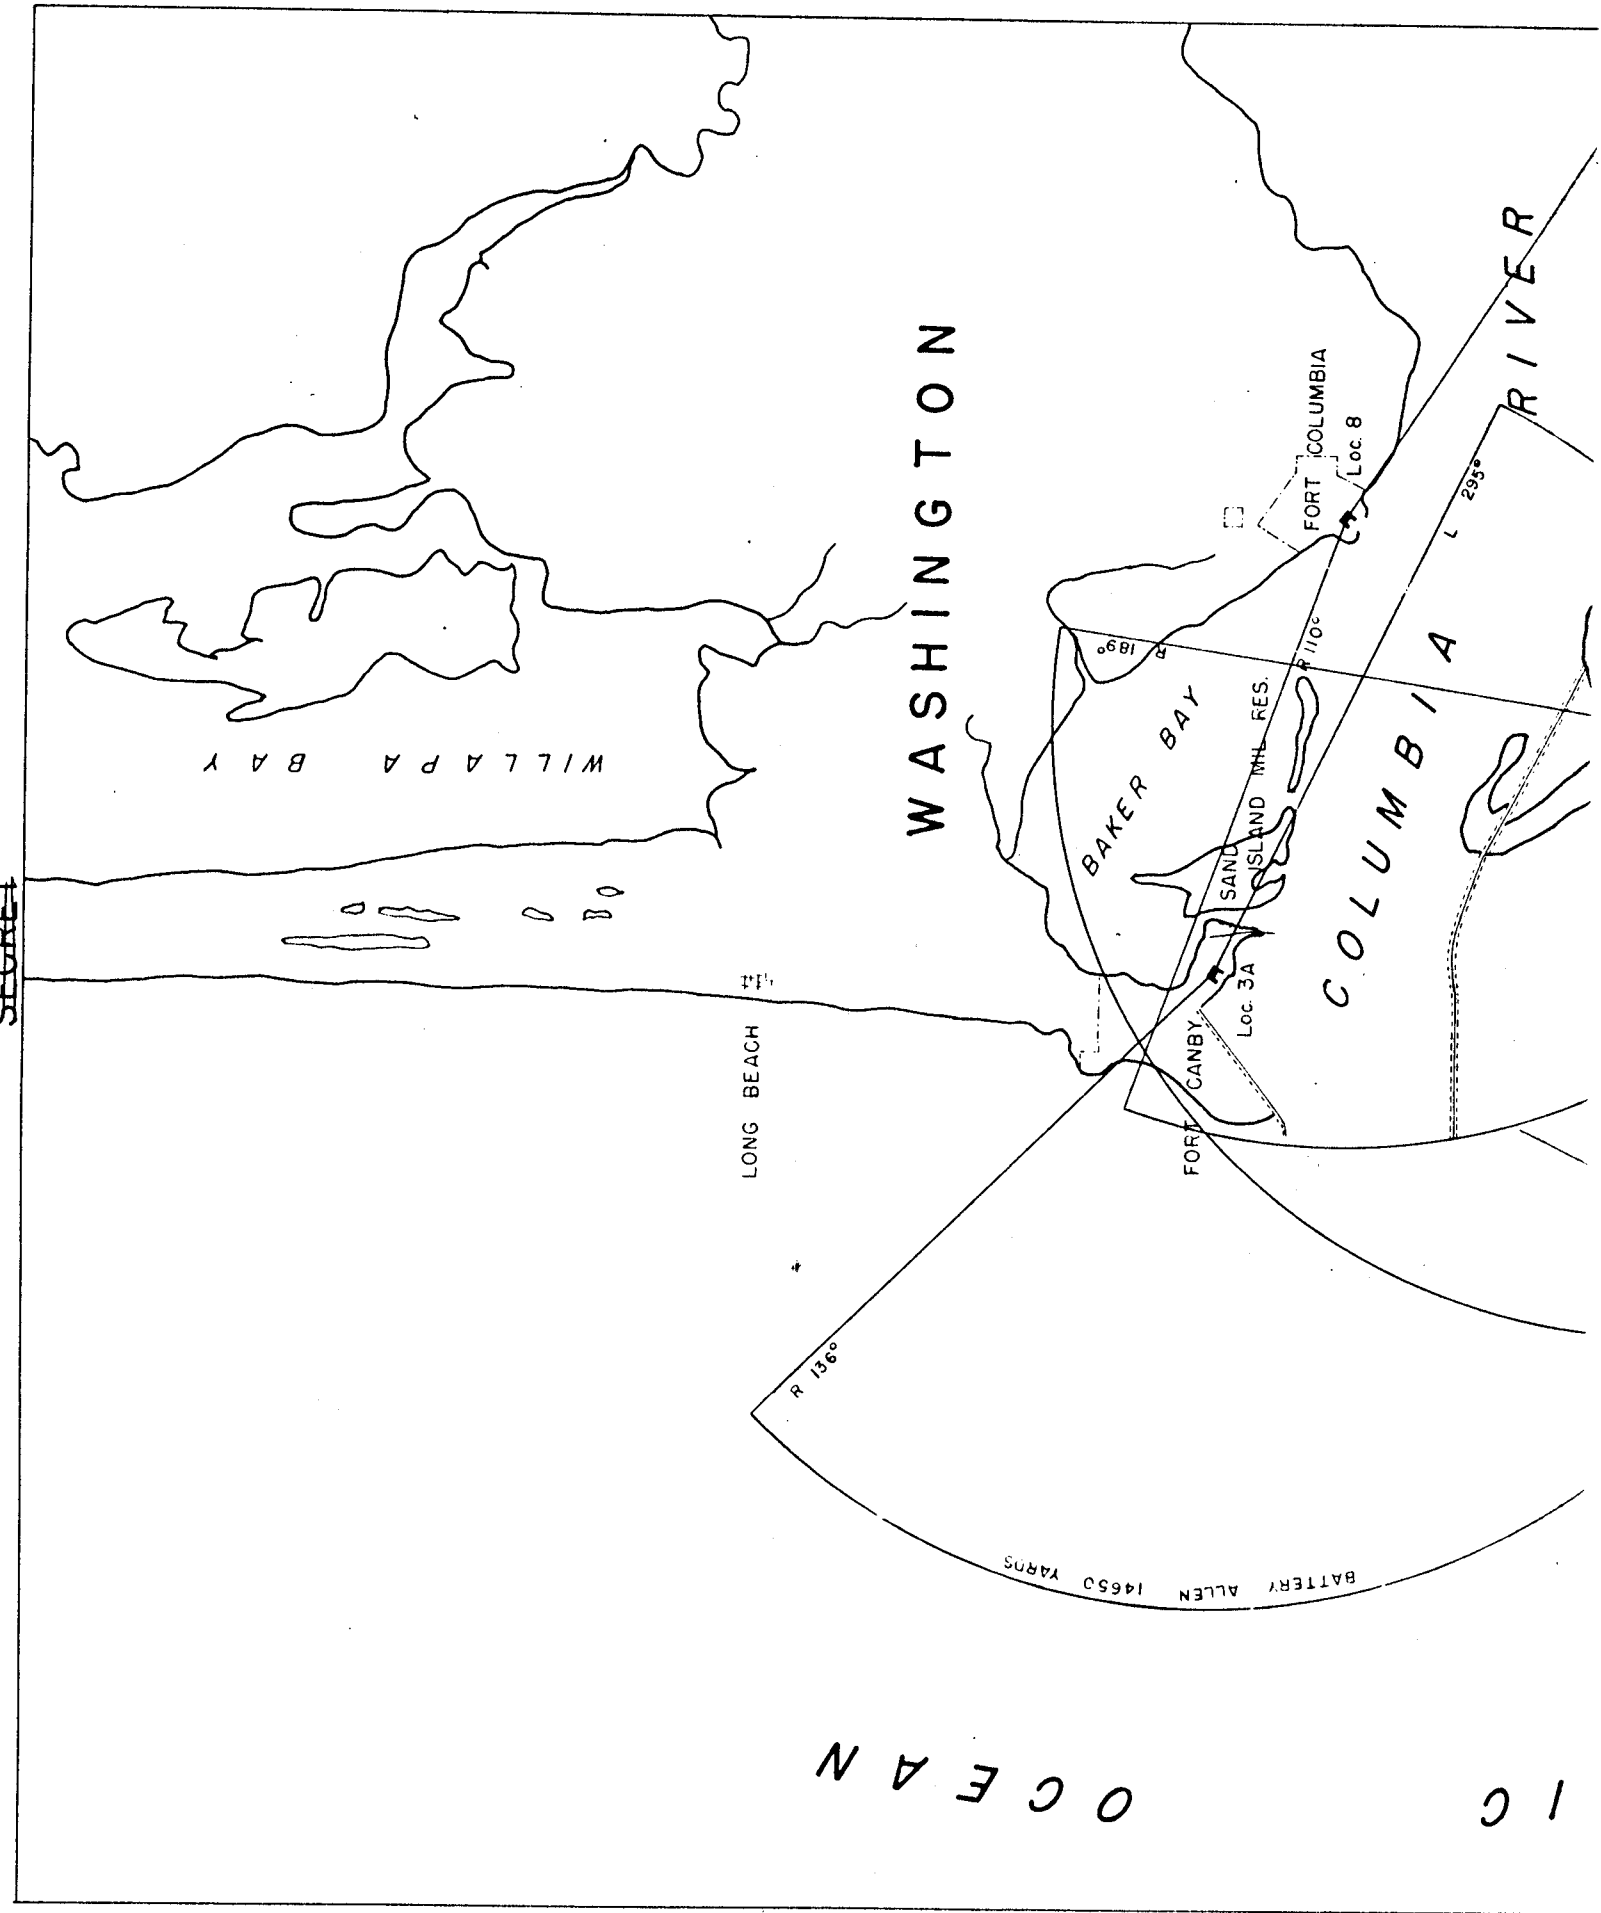 SECRET
WILLAPA BAY
WASHINGTON
LONG BEACH
BAKER BAY
SAND
ISLAND MIL RES.
FORT COLUMBIA
Loc. 8
FORT CANBY
Loc. 3A
COLUMBIA RIVER
R 189°
R 110°
L 295°
R 136°
BATTERY ALLEN 14650 YARDS
IC OCEAN